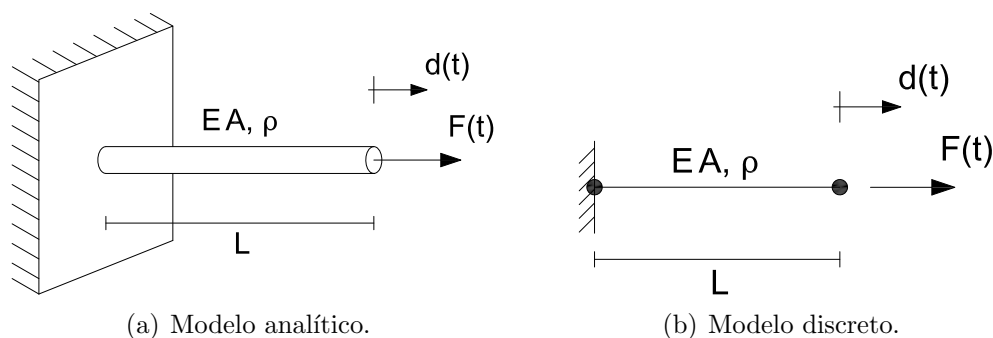 d(t)
EA, ρ
F(t)
L
(a) Modelo analítico.
d(t)
EA, ρ
F(t)
L
(b) Modelo discreto.